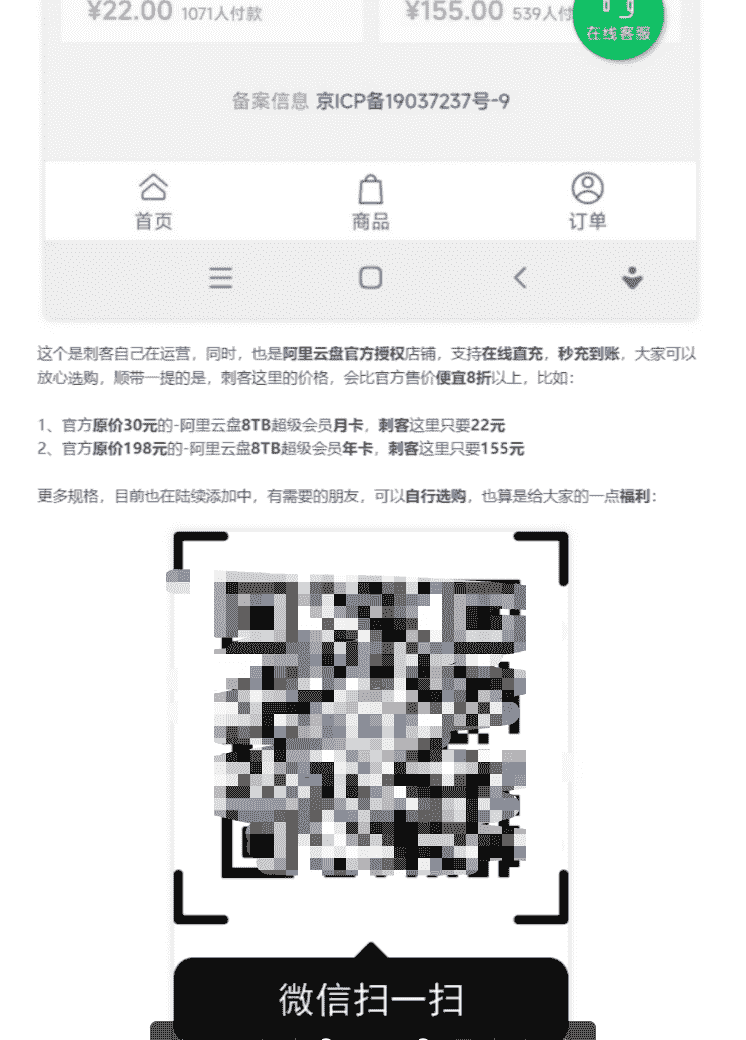 ¥22.00 1071人付款
¥155.00 539人付
在线客服
备案信息 京ICP备19037237号-9
首页
商品
订单
这个是刺客自己在运营，同时，也是阿里云盘官方授权店铺，支持在线直充，秒充到账，大家可以
放心选购，顺带一提的是，刺客这里的价格，会比官方售价便宜8折以上，比如：
1、官方原价30元的-阿里云盘8TB超级会员月卡，刺客这里只要22元
2、官方原价198元的-阿里云盘8TB超级会员年卡，刺客这里只要155元
更多规格，目前也在陆续添加中，有需要的朋友，可以自行选购，也算是给大家的一点福利：
微信扫一扫